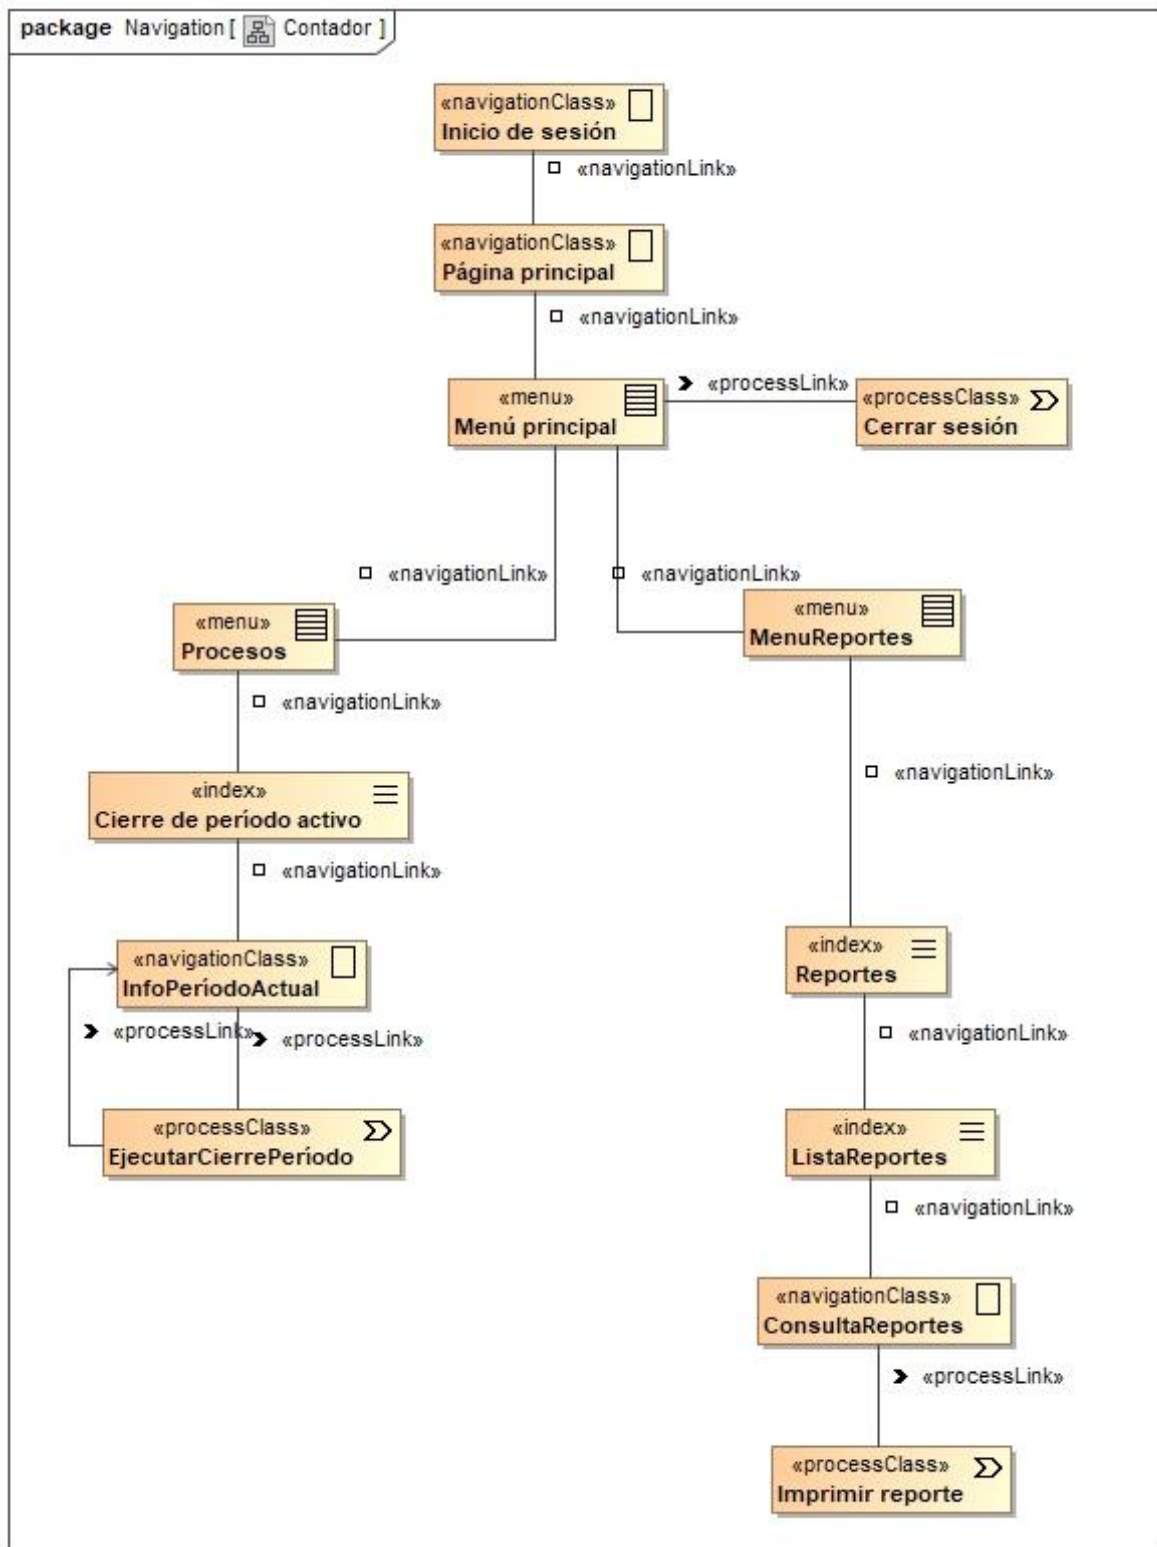 package Navigation [ Contador ]
«navigationClass»
Inicio de sesión
«navigationLink»
«navigationClass»
Página principal
«navigationLink»
«menu»
Menú principal
«processLink»
«processClass»
Cerrar sesión
«navigationLink»
«navigationLink»
«menu»
Procesos
«menu»
MenuReportes
«navigationLink»
«navigationLink»
«index»
Cierre de período activo
«navigationLink»
«navigationClass»
InfoPeríodoActual
«index»
Reportes
«processLink»
«processLink»
«navigationLink»
«processClass»
EjecutarCierrePeríodo
«index»
ListaReportes
«navigationLink»
«navigationClass»
ConsultaReportes
«processLink»
«processClass»
Imprimir reporte